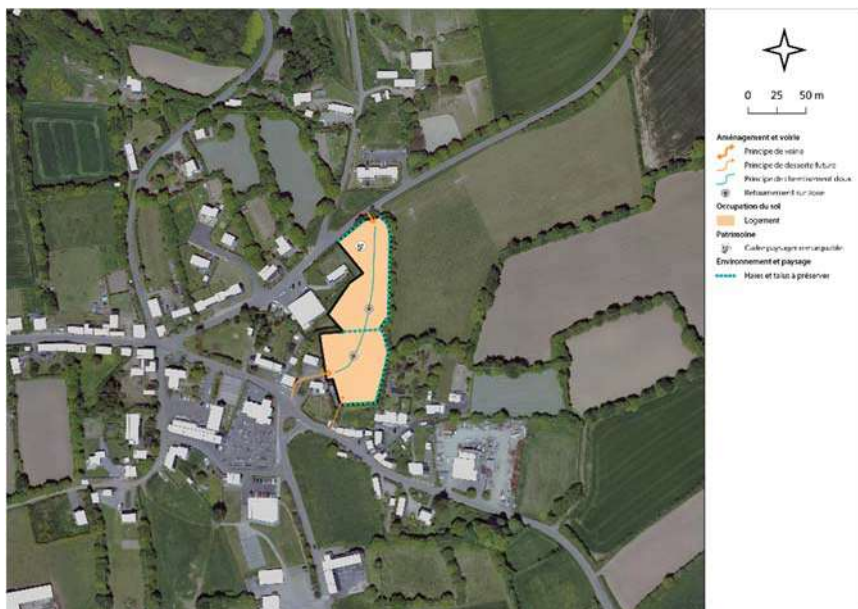 0 25 50 m
Aménagement et voirie
Principe de voirie
Principe de desserte future
Principe cheminement doux
Retournement sur zone
Occupation du sol
Logement
Patrimoine
Cadre paysager remarquable
Environnement et paysage
Haies et talus à préserver